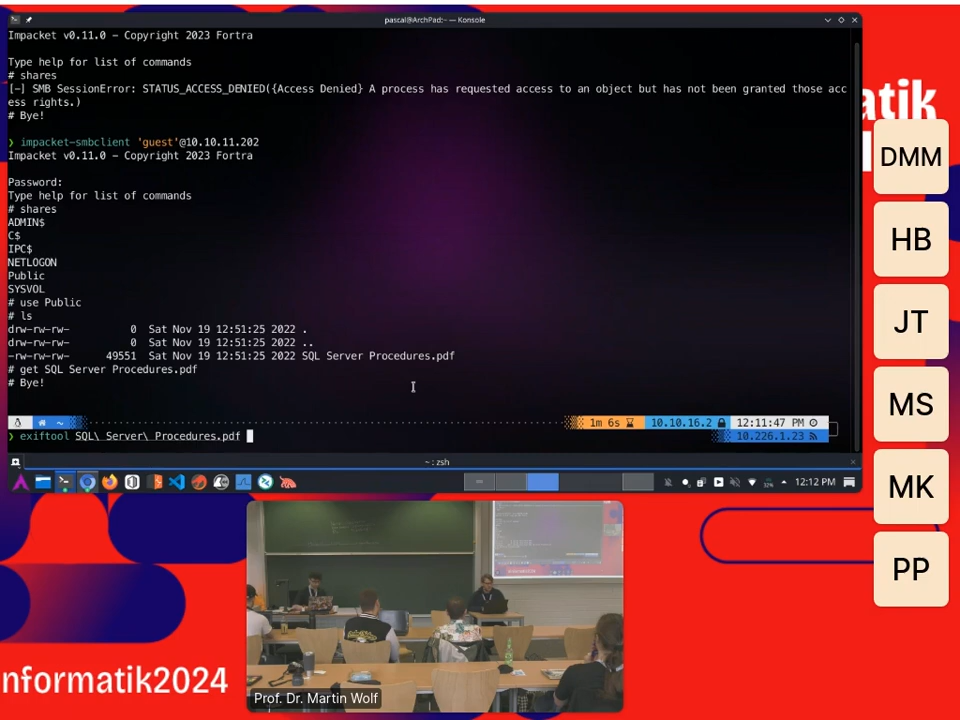 pascal@ArchPad:~ — Konsole
Impacket v0.11.0 - Copyright 2023 Fortra
Type help for list of commands
# shares
[-] SMB SessionError: STATUS_ACCESS_DENIED({Access Denied} A process has requested access to an object but has not been granted those acc
ess rights.)
# Bye!
❯ impacket-smbclient 'guest'@10.10.11.202
Impacket v0.11.0 - Copyright 2023 Fortra
Password:
Type help for list of commands
# shares
ADMIN$
C$
IPC$
NETLOGON
Public
SYSVOL
# use Public
# ls
drw-rw-rw-          0  Sat Nov 19 12:51:25 2022 .
drw-rw-rw-          0  Sat Nov 19 12:51:25 2022 ..
-rw-rw-rw-      49551  Sat Nov 19 12:51:25 2022 SQL Server Procedures.pdf
# get SQL Server Procedures.pdf
# Bye!
~ 1m 6s 10.10.16.2 12:11:47 PM
❯ exiftool SQL\ Server\ Procedures.pdf 10.226.1.23
~ : zsh
12:12 PM
atik
DMM
HB
JT
MS
MK
PP
Prof. Dr. Martin Wolf
nformatik2024